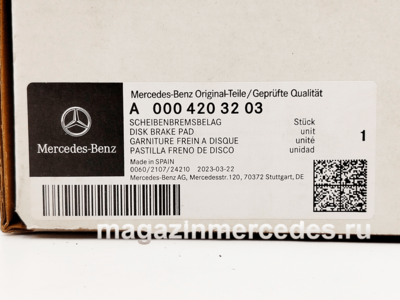 Mercedes-Benz Original-Teile/Geprüfte Qualität
A 000 420 32 03
SCHEIBENBREMSBELAG Stück
DISK BRAKE PAD unit
GARNITURE FREIN A DISQUE unité
PASTILLA FRENO DE DISCO unidad
1
Mercedes-Benz
Made in SPAIN
0060/2107/24210 2023-03-22
Mercedes-Benz AG, Mercedesstr. 120, 70372 Stuttgart, DE
magazinmercedes.ru